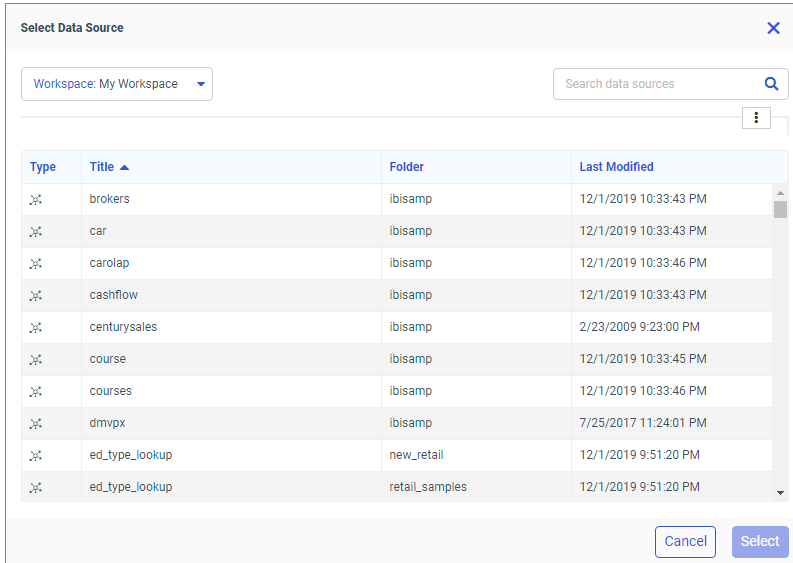 Select Data Source
Workspace: My Workspace Search data sources
Type Title Folder Last Modified
brokers ibisamp 12/1/2019 10:33:43 PM
car ibisamp 12/1/2019 10:33:43 PM
carolap ibisamp 12/1/2019 10:33:46 PM
cashflow ibisamp 12/1/2019 10:33:43 PM
centurysales ibisamp 2/23/2009 9:23:00 PM
course ibisamp 12/1/2019 10:33:45 PM
courses ibisamp 12/1/2019 10:33:46 PM
dmvpx ibisamp 7/25/2017 11:24:01 PM
ed_type_lookup new_retail 12/1/2019 9:51:20 PM
ed_type_lookup retail_samples 12/1/2019 9:51:20 PM
Cancel Select